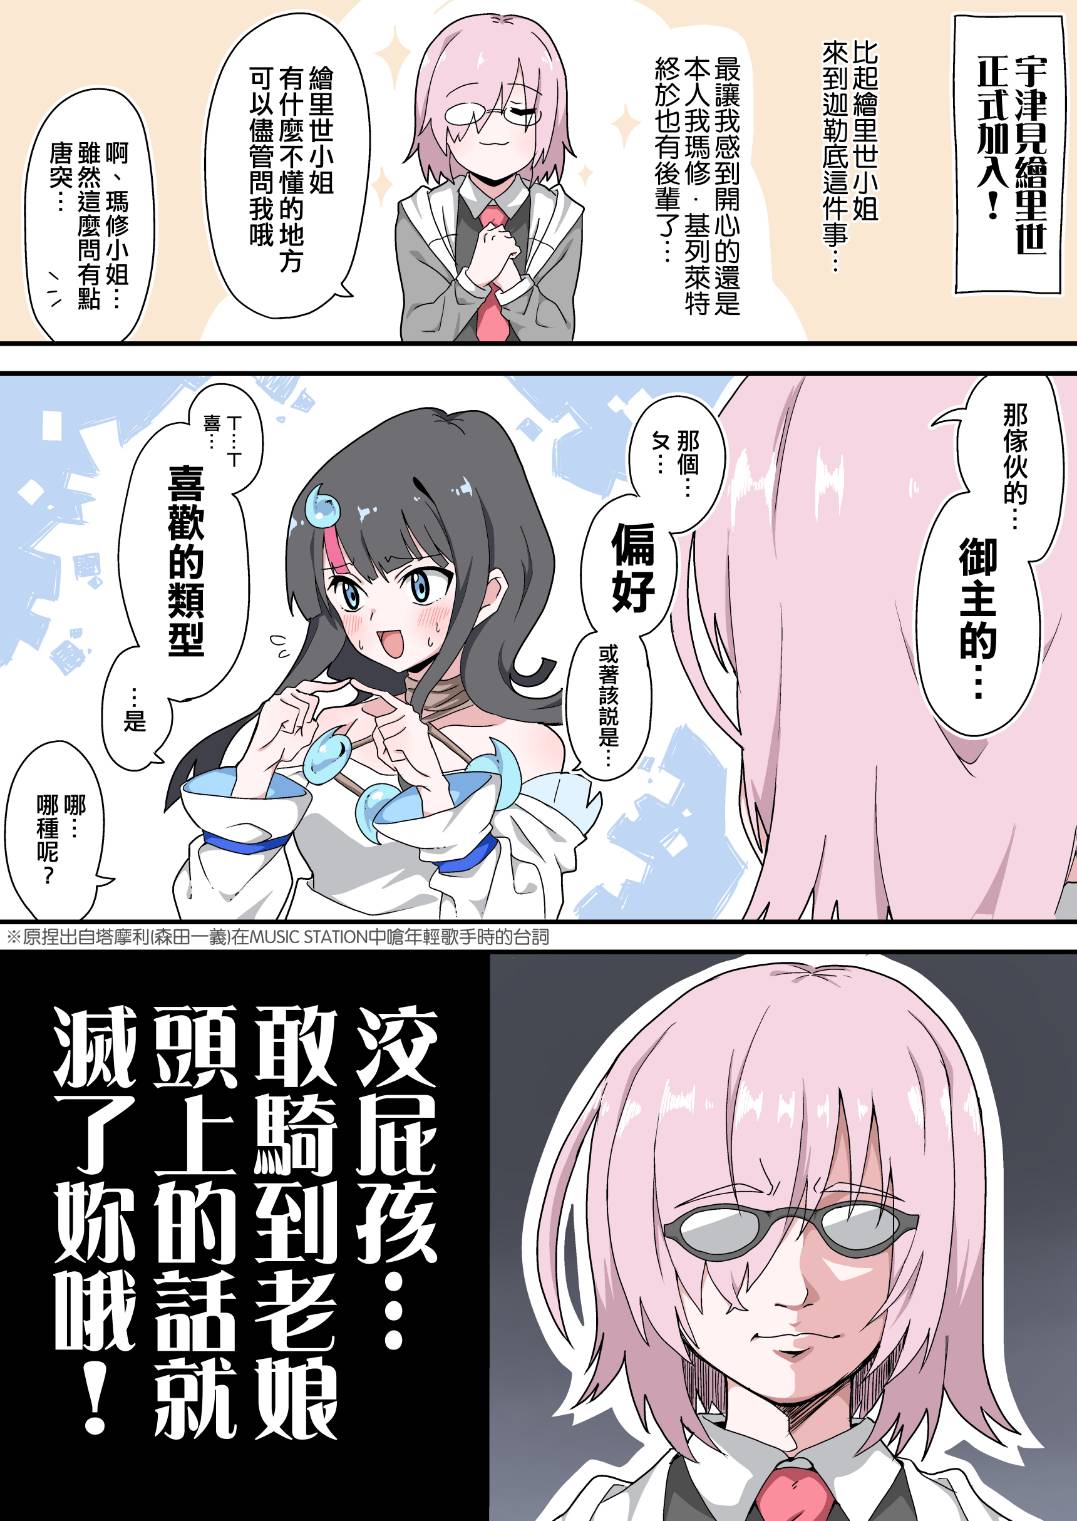 宇津見繪里世
正式加入！
比起繪里世小姐
來到迦勒底這件事…
最讓我感到開心的還是
本人我瑪修．基列萊特
終於也有後輩了…
繪里世小姐
有什麼不懂的地方
可以儘管問我哦
啊、瑪修小姐…
雖然這麼問有點
唐突…
那傢伙的…
御主的…
那個…
ㄆ…
偏好
或著該説是…
ㄒ……ㄒ
喜…
喜歡的類型
…是
哪…
哪種呢？
※原捏出自塔摩利(森田一義)在MUSIC STATION中嗆年輕歌手時的台詞
洨屁孩…
敢騎到老娘
頭上的話就
滅了妳哦！